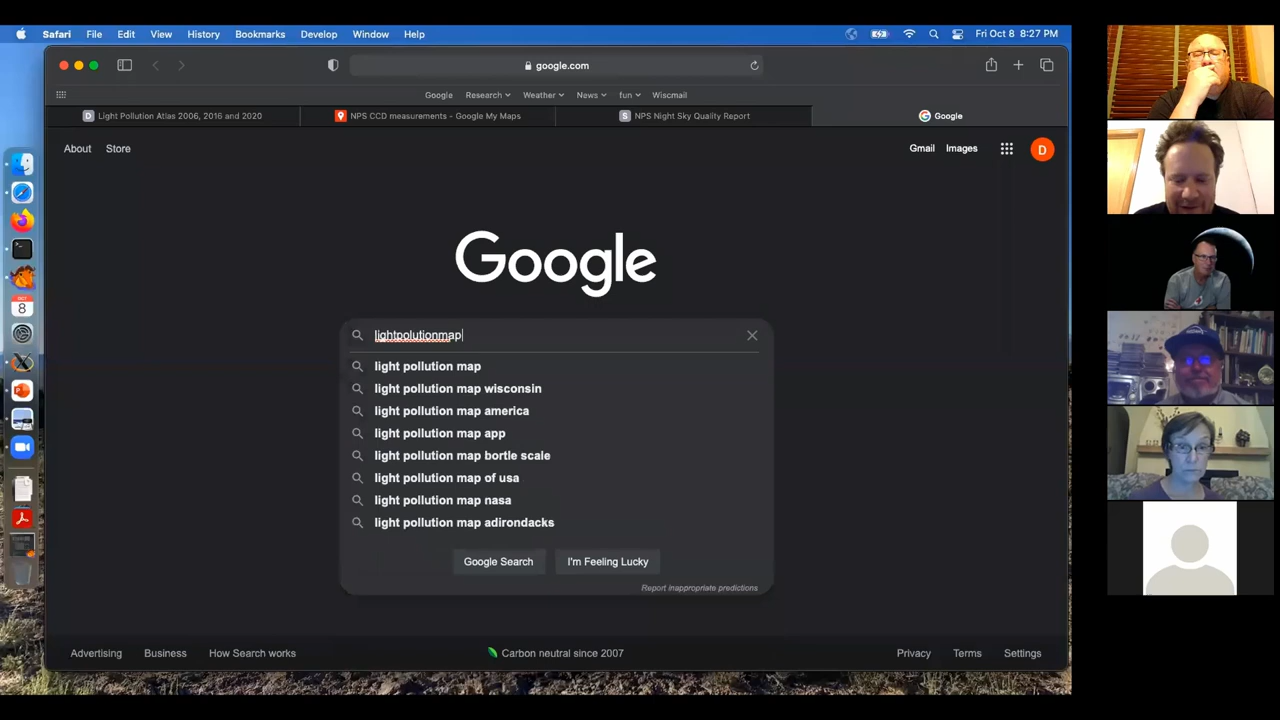 Safari File Edit View History Bookmarks Develop Window Help Fri Oct 8 8:27 PM
google.com
Google Research Weather News fun Wiscmail
D Light Pollution Atlas 2006, 2016 and 2020 NPS CCD measurements - Google My Maps S NPS Night Sky Quality Report G Google
About Store Gmail Images D
Google
lightpolutionmap
light pollution map
light pollution map wisconsin
light pollution map america
light pollution map app
light pollution map bortle scale
light pollution map of usa
light pollution map nasa
light pollution map adirondacks
Google Search I'm Feeling Lucky
Report inappropriate predictions
Advertising Business How Search works Carbon neutral since 2007 Privacy Terms Settings
OCT
8